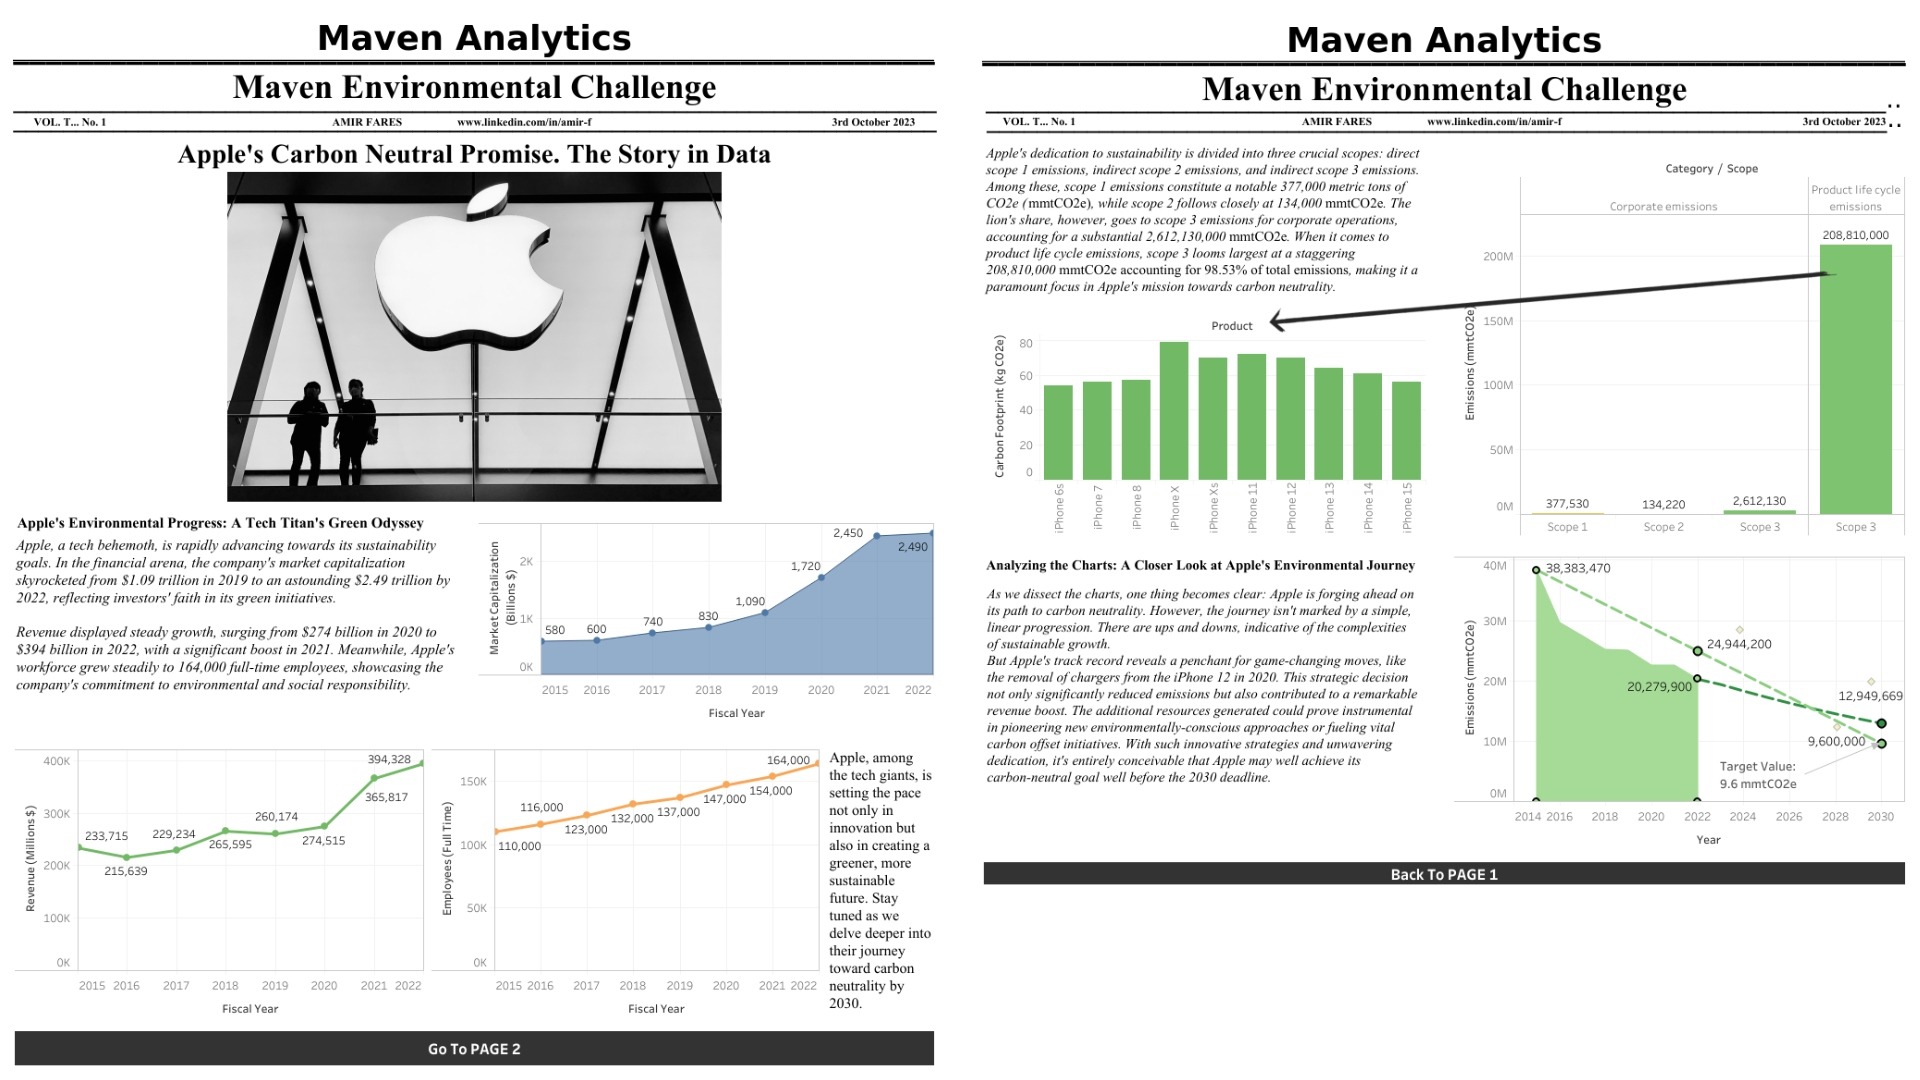 Maven Analytics
Maven Environmental Challenge
VOL. T... No. 1 AMIR FARES www.linkedin.com/in/amir-f 3rd October 2023
Apple's Carbon Neutral Promise. The Story in Data
Apple's Environmental Progress: A Tech Titan's Green Odyssey
Apple, a tech behemoth, is rapidly advancing towards its sustainability
goals. In the financial arena, the company's market capitalization
skyrocketed from $1.09 trillion in 2019 to an astounding $2.49 trillion by
2022, reflecting investors' faith in its green initiatives.
Revenue displayed steady growth, surging from $274 billion in 2020 to
$394 billion in 2022, with a significant boost in 2021. Meanwhile, Apple's
workforce grew steadily to 164,000 full-time employees, showcasing the
company's commitment to environmental and social responsibility.
Market Capitalization
(Billions $)
2K
1K
0K
580
600
740
830
1,090
1,720
2,450
2,490
2015 2016 2017 2018 2019 2020 2021 2022
Fiscal Year
Revenue (Millions $)
400K
300K
200K
100K
0K
233,715
215,639
229,234
265,595
260,174
274,515
365,817
394,328
2015 2016 2017 2018 2019 2020 2021 2022
Fiscal Year
Employees (Full Time)
150K
100K
50K
0K
110,000
116,000
123,000
132,000
137,000
147,000
154,000
164,000
2015 2016 2017 2018 2019 2020 2021 2022
Fiscal Year
Apple, among
the tech giants, is
setting the pace
not only in
innovation but
also in creating a
greener, more
sustainable
future. Stay
tuned as we
delve deeper into
their journey
toward carbon
neutrality by
2030.
Go To PAGE 2
Maven Analytics
Maven Environmental Challenge
VOL. T... No. 1 AMIR FARES www.linkedin.com/in/amir-f 3rd October 2023
Apple's dedication to sustainability is divided into three crucial scopes: direct
scope 1 emissions, indirect scope 2 emissions, and indirect scope 3 emissions.
Among these, scope 1 emissions constitute a notable 377,000 metric tons of
CO2e (mmtCO2e), while scope 2 follows closely at 134,000 mmtCO2e. The
lion's share, however, goes to scope 3 emissions for corporate operations,
accounting for a substantial 2,612,130,000 mmtCO2e. When it comes to
product life cycle emissions, scope 3 looms largest at a staggering
208,810,000 mmtCO2e accounting for 98.53% of total emissions, making it a
paramount focus in Apple's mission towards carbon neutrality.
Product
Carbon Footprint (kg CO2e)
80
60
40
20
0
iPhone 6s
iPhone 7
iPhone 8
iPhone X
iPhone Xs
iPhone 11
iPhone 12
iPhone 13
iPhone 14
iPhone 15
Category / Scope
Corporate emissions
Product life cycle
emissions
Emissions (mmtCO2e)
200M
150M
100M
50M
0M
377,530
134,220
2,612,130
208,810,000
Scope 1 Scope 2 Scope 3 Scope 3
Analyzing the Charts: A Closer Look at Apple's Environmental Journey
As we dissect the charts, one thing becomes clear: Apple is forging ahead on
its path to carbon neutrality. However, the journey isn't marked by a simple,
linear progression. There are ups and downs, indicative of the complexities
of sustainable growth.
But Apple's track record reveals a penchant for game-changing moves, like
the removal of chargers from the iPhone 12 in 2020. This strategic decision
not only significantly reduced emissions but also contributed to a remarkable
revenue boost. The additional resources generated could prove instrumental
in pioneering new environmentally-conscious approaches or fueling vital
carbon offset initiatives. With such innovative strategies and unwavering
dedication, it's entirely conceivable that Apple may well achieve its
carbon-neutral goal well before the 2030 deadline.
Emissions (mmtCO2e)
40M
30M
20M
10M
0M
38,383,470
24,944,200
20,279,900
12,949,669
9,600,000
Target Value:
9.6 mmtCO2e
2014 2016 2018 2020 2022 2024 2026 2028 2030
Year
Back To PAGE 1